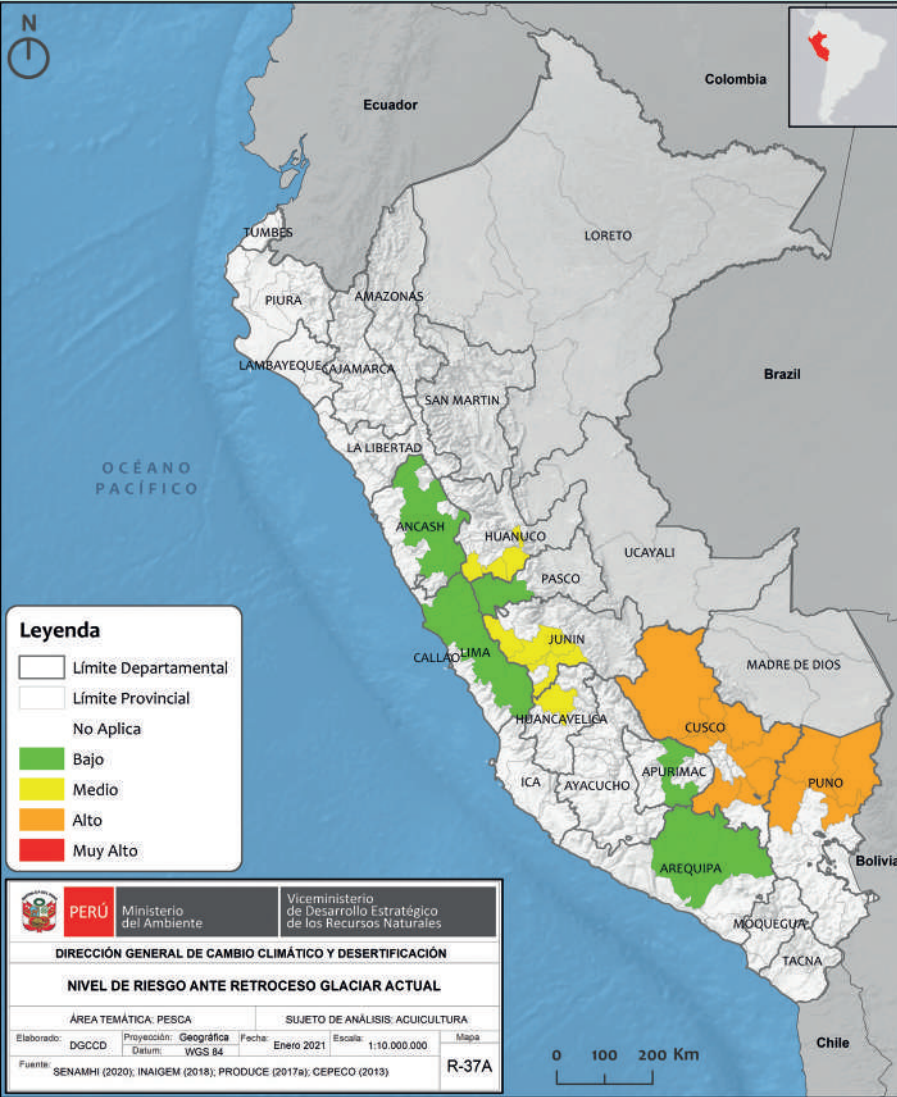 N
Colombia
Ecuador
TUMBES
LORETO
PIURA
AMAZONAS
LAMBAYEQUE
CAJAMARCA
Brazil
SAN MARTIN
LA LIBERTAD
OCÉANO
PACÍFICO
ANCASH
HUANUCO
UCAYALI
PASCO
JUNIN
CALLAO
LIMA
MADRE DE DIOS
HUANCAVELICA
CUSCO
ICA
AYACUCHO
APURIMAC
PUNO
Bolivia
AREQUIPA
MOQUEGUA
TACNA
Chile
0 100 200 Km
Leyenda
Límite Departamental
Límite Provincial
No Aplica
Bajo
Medio
Alto
Muy Alto
PERÚ
Ministerio
del Ambiente
Viceministerio
de Desarrollo Estratégico
de los Recursos Naturales
DIRECCIÓN GENERAL DE CAMBIO CLIMÁTICO Y DESERTIFICACIÓN
NIVEL DE RIESGO ANTE RETROCESO GLACIAR ACTUAL
ÁREA TEMÁTICA: PESCA
SUJETO DE ANÁLISIS: ACUICULTURA
Elaborado: DGCCD
Proyección: Geográfica
Datum: WGS 84
Fecha: Enero 2021
Escala: 1:10.000.000
Mapa
R-37A
Fuente: SENAMHI (2020); INAIGEM (2018); PRODUCE (2017a); CEPECO (2013)